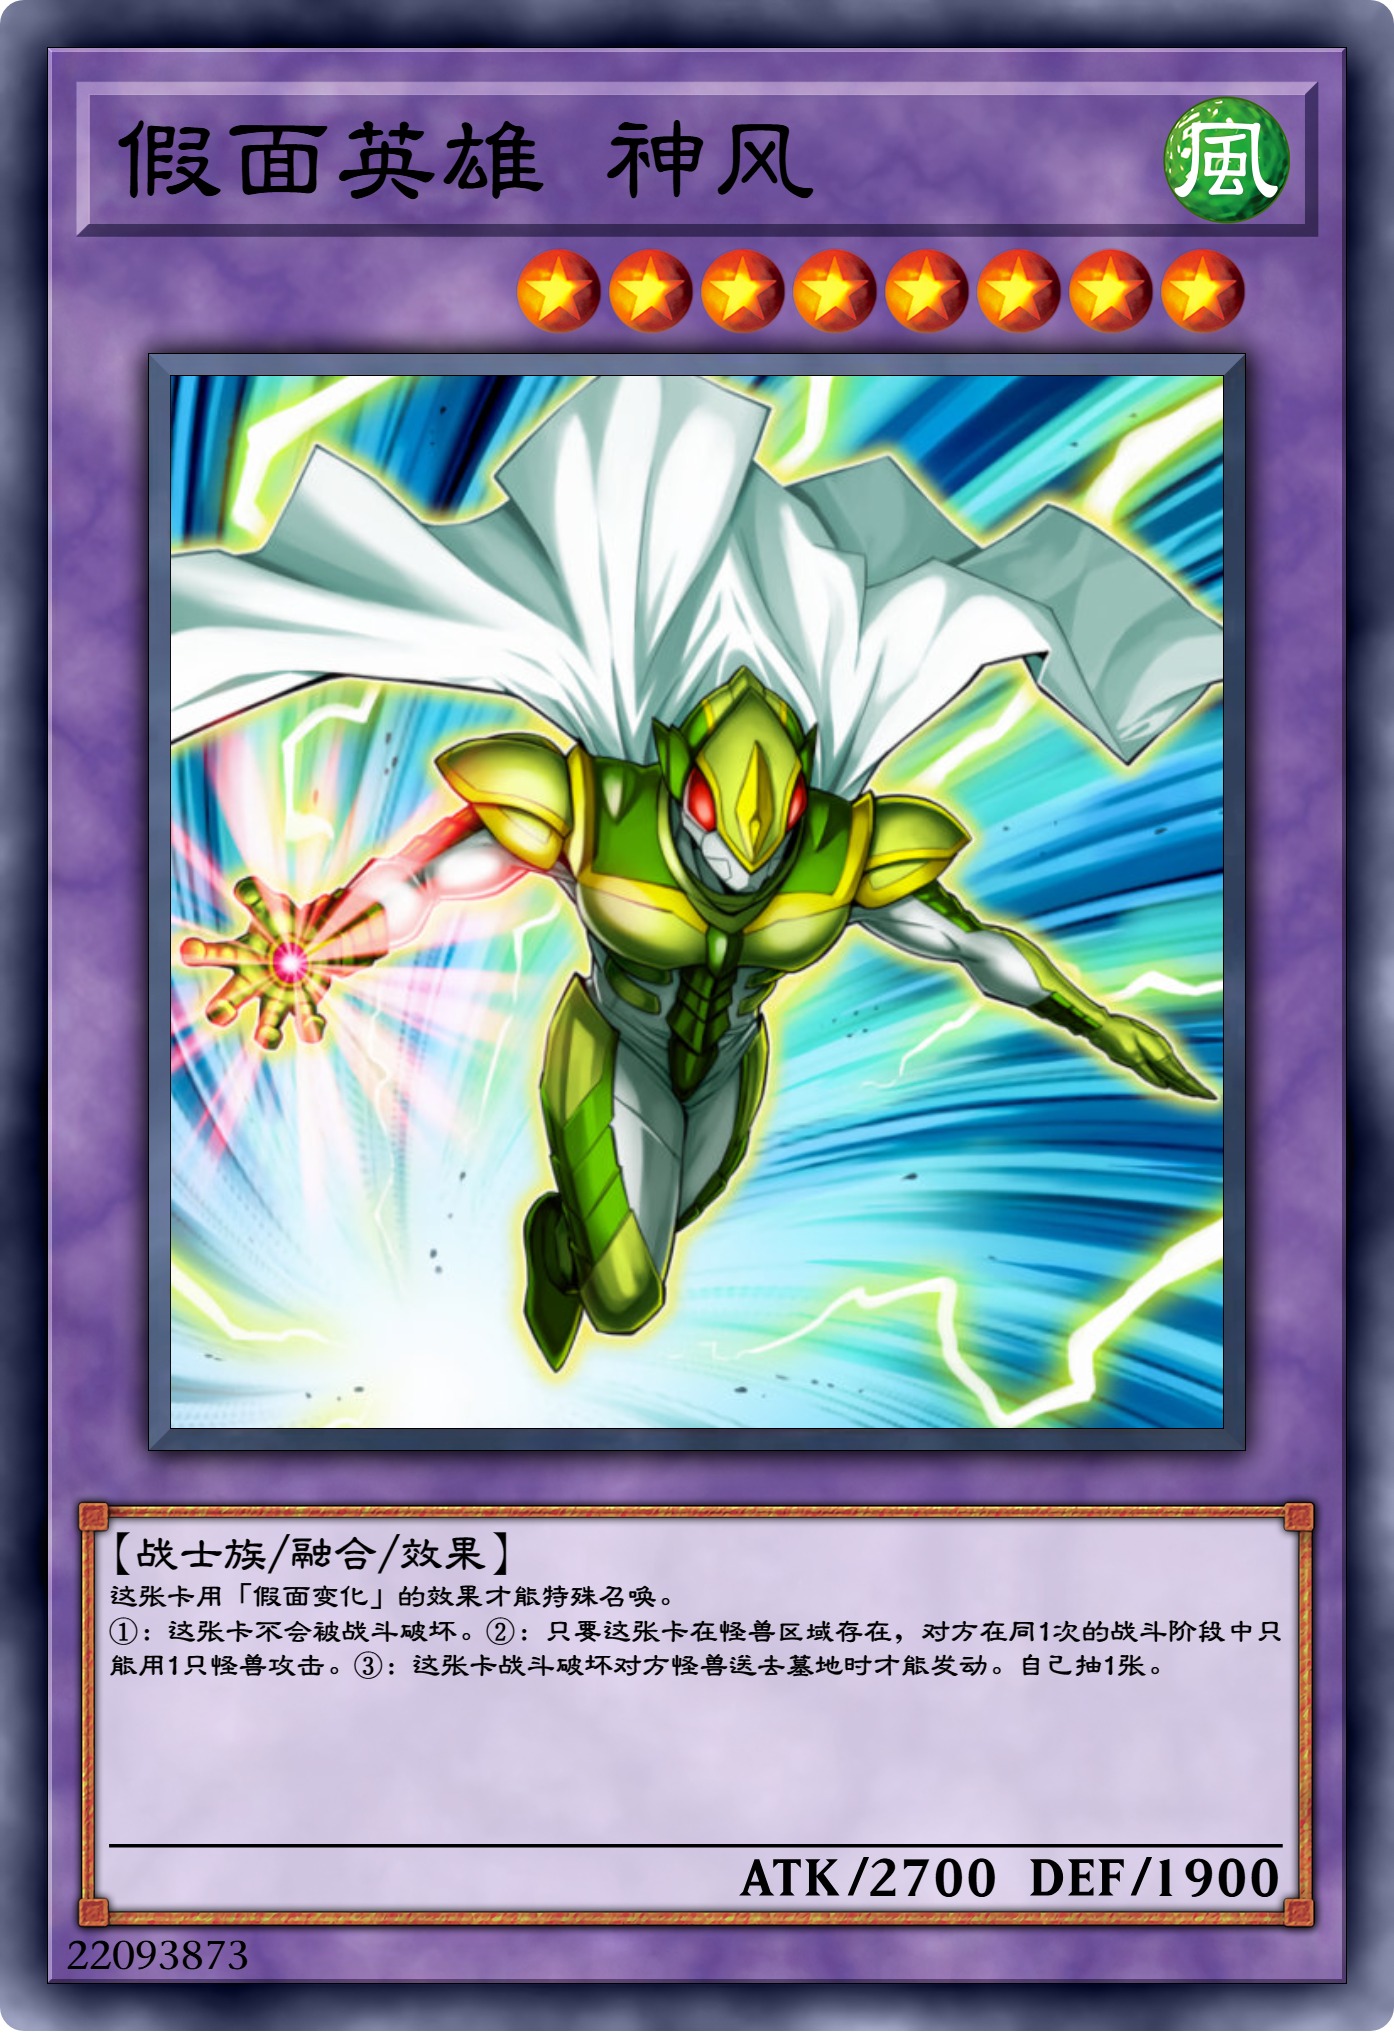 假面英雄 神风
風
【战士族/融合/效果】
这张卡用「假面变化」的效果才能特殊召唤。
①：这张卡不会被战斗破坏。②：只要这张卡在怪兽区域存在，对方在同1次的战斗阶段中只
能用1只怪兽攻击。③：这张卡战斗破坏对方怪兽送去墓地时才能发动。自己抽1张。
ATK/2700 DEF/1900
22093873